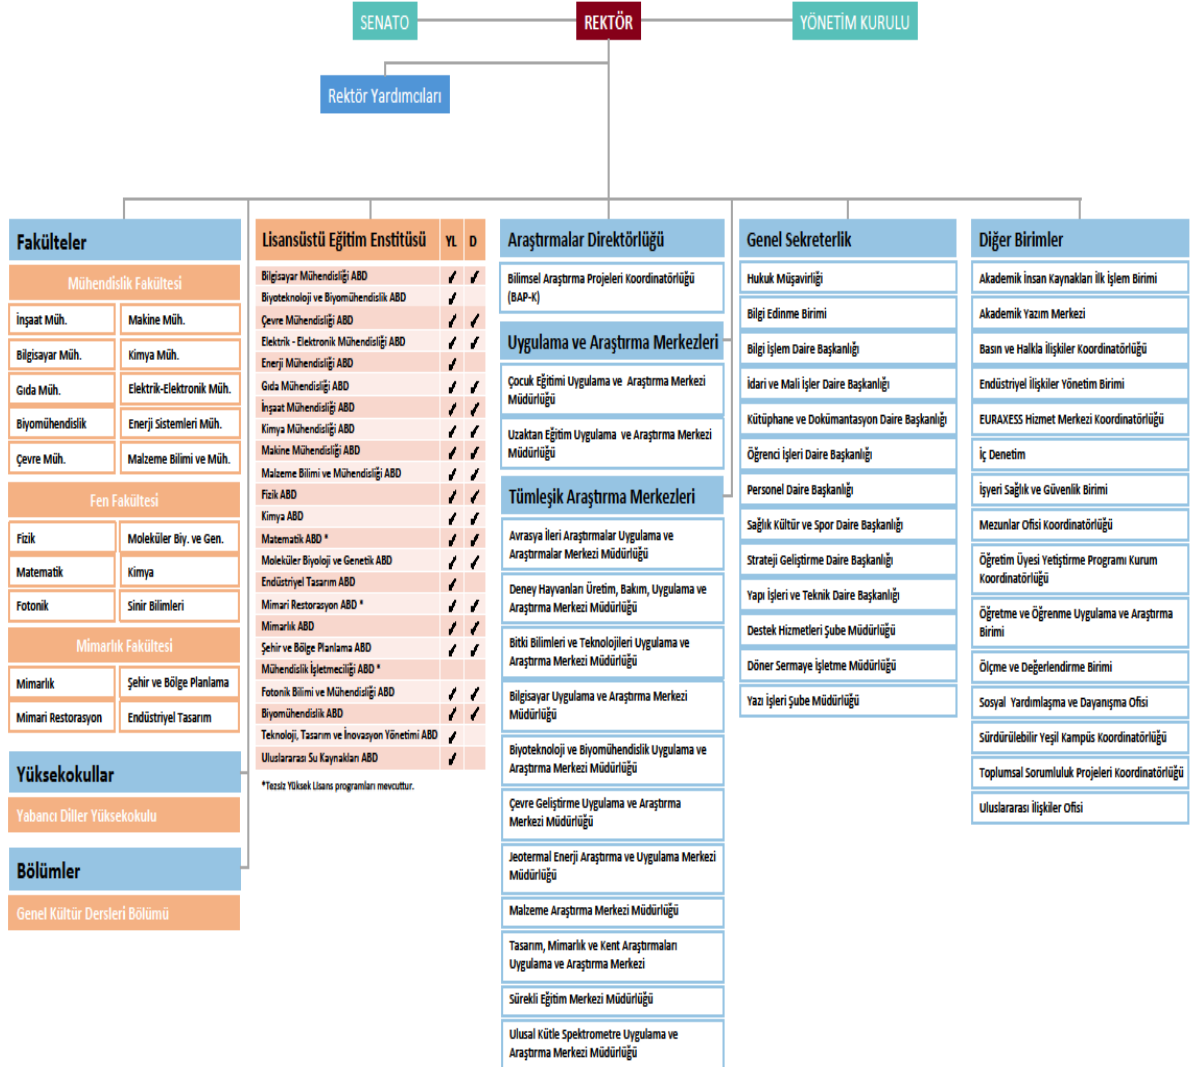 SENATO
REKTÖR
YÖNETİM KURULU
Rektör Yardımcıları
Fakülteler
Mühendislik Fakültesi
İnşaat Müh.
Makine Müh.
Bilgisayar Müh.
Kimya Müh.
Gıda Müh.
Elektrik-Elektronik Müh.
Biyomühendislik
Enerji Sistemleri Müh.
Çevre Müh.
Malzeme Bilimi ve Müh.
Fen Fakültesi
Fizik
Moleküler Biy. ve Gen.
Matematik
Kimya
Fotonik
Sinir Bilimleri
Mimarlık Fakültesi
Mimarlık
Şehir ve Bölge Planlama
Mimari Restorasyon
Endüstriyel Tasarım
Yüksekokullar
Yabancı Diller Yüksekokulu
Bölümler
Genel Kültür Dersleri Bölümü
Lisansüstü Eğitim Enstitüsü YL D
Bilgisayar Mühendisliği ABD ✓ ✓
Biyoteknoloji ve Biyomühendislik ABD ✓
Çevre Mühendisliği ABD ✓ ✓
Elektrik - Elektronik Mühendisliği ABD ✓ ✓
Enerji Mühendisliği ABD ✓
Gıda Mühendisliği ABD ✓ ✓
İnşaat Mühendisliği ABD ✓ ✓
Kimya Mühendisliği ABD ✓ ✓
Makine Mühendisliği ABD ✓ ✓
Malzeme Bilimi ve Mühendisliği ABD ✓ ✓
Fizik ABD ✓ ✓
Kimya ABD ✓ ✓
Matematik ABD * ✓ ✓
Moleküler Biyoloji ve Genetik ABD ✓ ✓
Endüstriyel Tasarım ABD ✓
Mimari Restorasyon ABD * ✓ ✓
Mimarlık ABD ✓ ✓
Şehir ve Bölge Planlama ABD ✓ ✓
Mühendislik İşletmeciliği ABD *
Fotonik Bilimi ve Mühendisliği ABD ✓ ✓
Biyomühendislik ABD ✓ ✓
Teknoloji, Tasarım ve İnovasyon Yönetimi ABD ✓
Uluslararası Su Kaynakları ABD ✓
*Tezsiz Yüksek Lisans programları mevcuttur.
Araştırmalar Direktörlüğü
Bilimsel Araştırma Projeleri Koordinatörlüğü
(BAP-K)
Uygulama ve Araştırma Merkezleri
Çocuk Eğitimi Uygulama ve Araştırma Merkezi
Müdürlüğü
Uzaktan Eğitim Uygulama ve Araştırma Merkezi
Müdürlüğü
Tümleşik Araştırma Merkezleri
Avrasya İleri Araştırmalar Uygulama ve
Araştırmalar Merkezi Müdürlüğü
Deney Hayvanları Üretim, Bakım, Uygulama ve
Araştırma Merkezi Müdürlüğü
Bitki Bilimleri ve Teknolojileri Uygulama ve
Araştırma Merkezi Müdürlüğü
Bilgisayar Uygulama ve Araştırma Merkezi
Müdürlüğü
Biyoteknoloji ve Biyomühendislik Uygulama ve
Araştırma Merkezi Müdürlüğü
Çevre Geliştirme Uygulama ve Araştırma
Merkezi Müdürlüğü
Jeotermal Enerji Araştırma ve Uygulama Merkezi
Müdürlüğü
Malzeme Araştırma Merkezi Müdürlüğü
Tasarım, Mimarlık ve Kent Araştırmaları
Uygulama ve Araştırma Merkezi
Sürekli Eğitim Merkezi Müdürlüğü
Ulusal Kütle Spektrometre Uygulama ve
Araştırma Merkezi Müdürlüğü
Genel Sekreterlik
Hukuk Müşavirliği
Bilgi Edinme Birimi
Bilgi İşlem Daire Başkanlığı
İdari ve Mali İşler Daire Başkanlığı
Kütüphane ve Dokümantasyon Daire Başkanlığı
Öğrenci İşleri Daire Başkanlığı
Personel Daire Başkanlığı
Sağlık Kültür ve Spor Daire Başkanlığı
Strateji Geliştirme Daire Başkanlığı
Yapı İşleri ve Teknik Daire Başkanlığı
Destek Hizmetleri Şube Müdürlüğü
Döner Sermaye İşletme Müdürlüğü
Yazı İşleri Şube Müdürlüğü
Diğer Birimler
Akademik İnsan Kaynakları İlk İşlem Birimi
Akademik Yazım Merkezi
Basın ve Halkla İlişkiler Koordinatörlüğü
Endüstriyel İlişkiler Yönetim Birimi
EURAXESS Hizmet Merkezi Koordinatörlüğü
İç Denetim
İşyeri Sağlık ve Güvenlik Birimi
Mezunlar Ofisi Koordinatörlüğü
Öğretim Üyesi Yetiştirme Programı Kurum
Koordinatörlüğü
Öğretme ve Öğrenme Uygulama ve Araştırma
Birimi
Ölçme ve Değerlendirme Birimi
Sosyal Yardımlaşma ve Dayanışma Ofisi
Sürdürülebilir Yeşil Kampüs Koordinatörlüğü
Toplumsal Sorumluluk Projeleri Koordinatörlüğü
Uluslararası İlişkiler Ofisi